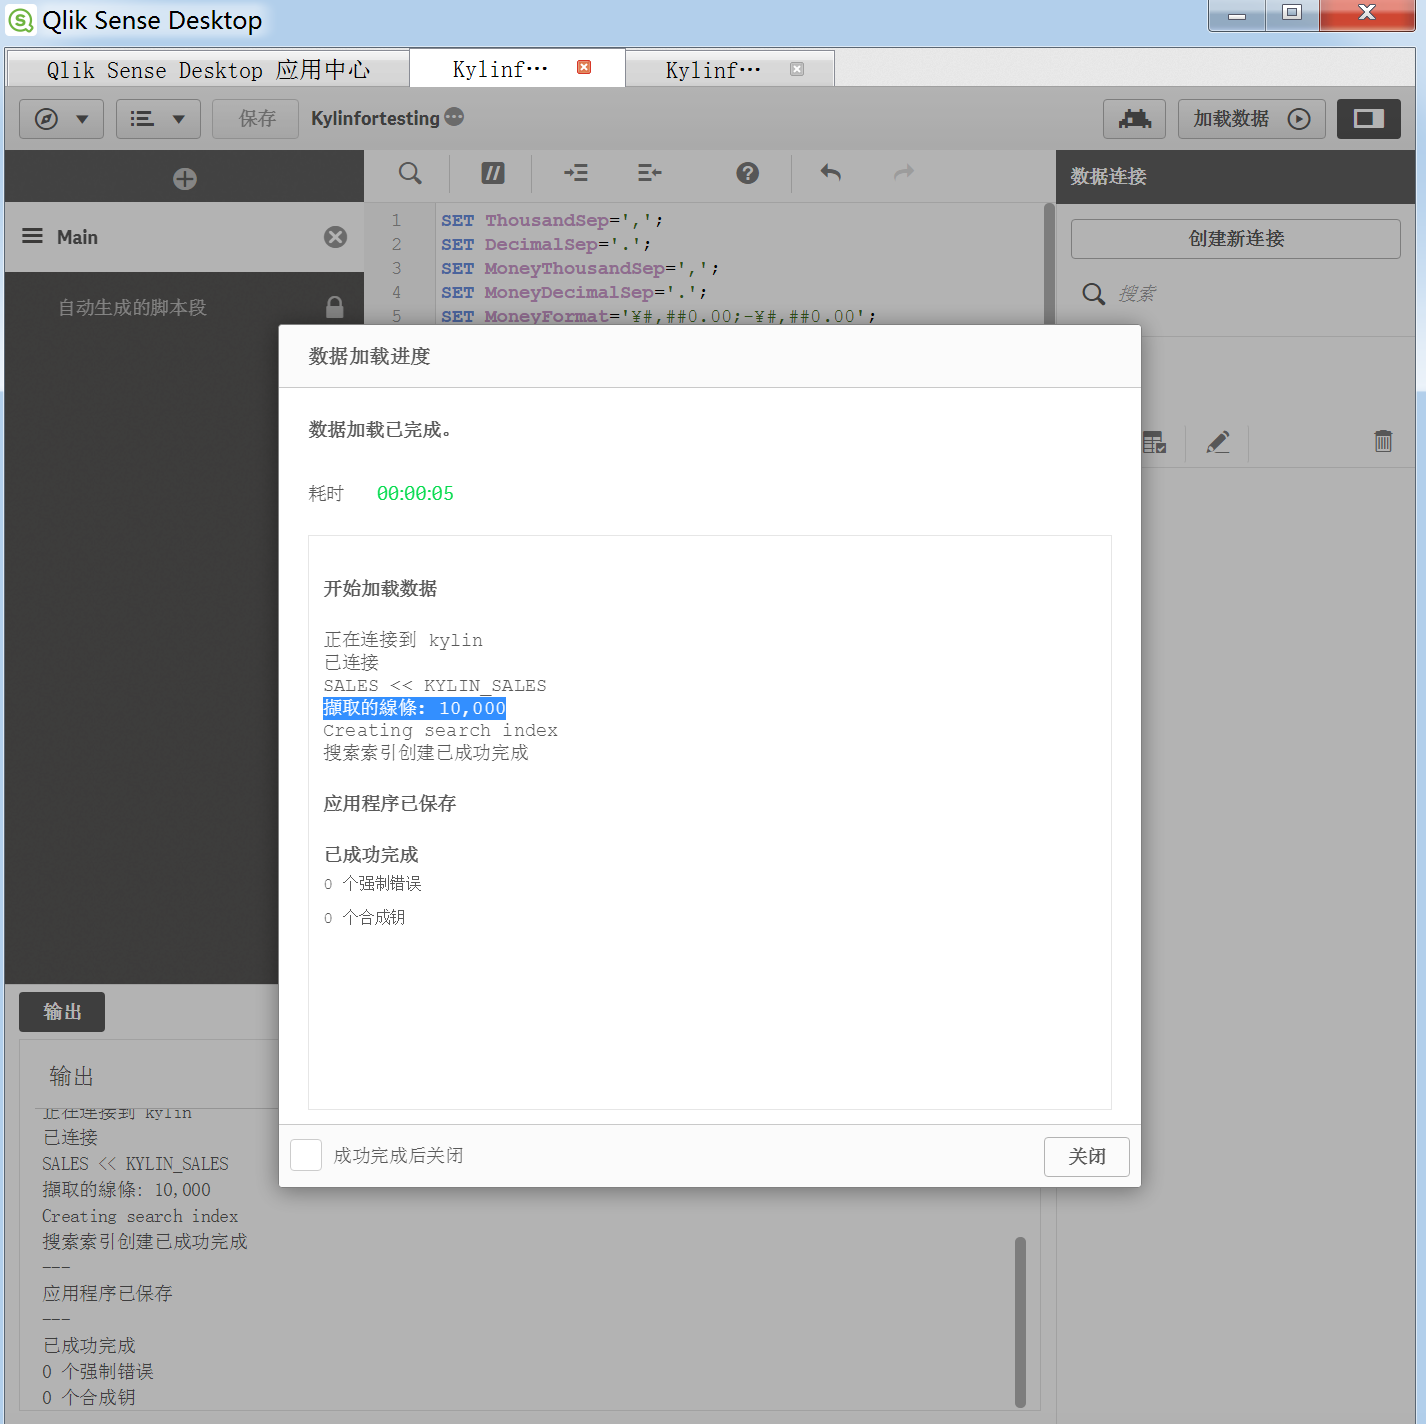 Qlik Sense Desktop
Qlik Sense Desktop 应用中心
Kylinf…
Kylinf…
保存
Kylinfortesting
加载数据
Main
自动生成的脚本段
1 SET ThousandSep=',';
2 SET DecimalSep='.';
3 SET MoneyThousandSep=',';
4 SET MoneyDecimalSep='.';
5 SET MoneyFormat='¥#,##0.00;-¥#,##0.00';
数据连接
创建新连接
搜索
数据加载进度
数据加载已完成。
耗时 00:00:05
开始加载数据
正在连接到 kylin
已连接
SALES << KYLIN_SALES
擷取的線條: 10,000
Creating search index
搜索索引创建已成功完成
应用程序已保存
已成功完成
0 个强制错误
0 个合成钥
成功完成后关闭
关闭
输出
输出
正在连接到 kylin
已连接
SALES << KYLIN_SALES
擷取的線條: 10,000
Creating search index
搜索索引创建已成功完成
---
应用程序已保存
---
已成功完成
0 个强制错误
0 个合成钥